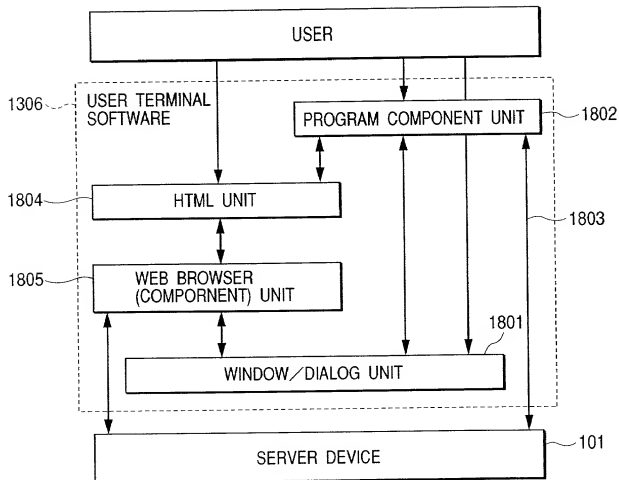 USER
1306
USER TERMINAL
SOFTWARE
PROGRAM COMPONENT UNIT
1802
1804
HTML UNIT
1803
1805
WEB BROWSER
(COMPORNENT) UNIT
1801
WINDOW／DIALOG UNIT
SERVER DEVICE
101